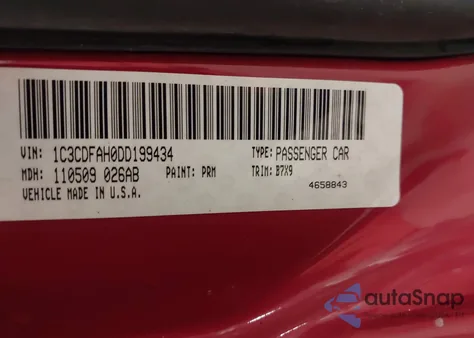 VIN: 1C3CDFAH0DD199434 TYPE: PASSENGER CAR
MDH: 110509 026AB PAINT: PRM TRIM: B7X9
VEHICLE MADE IN U.S.A. 4658843
autoSnap